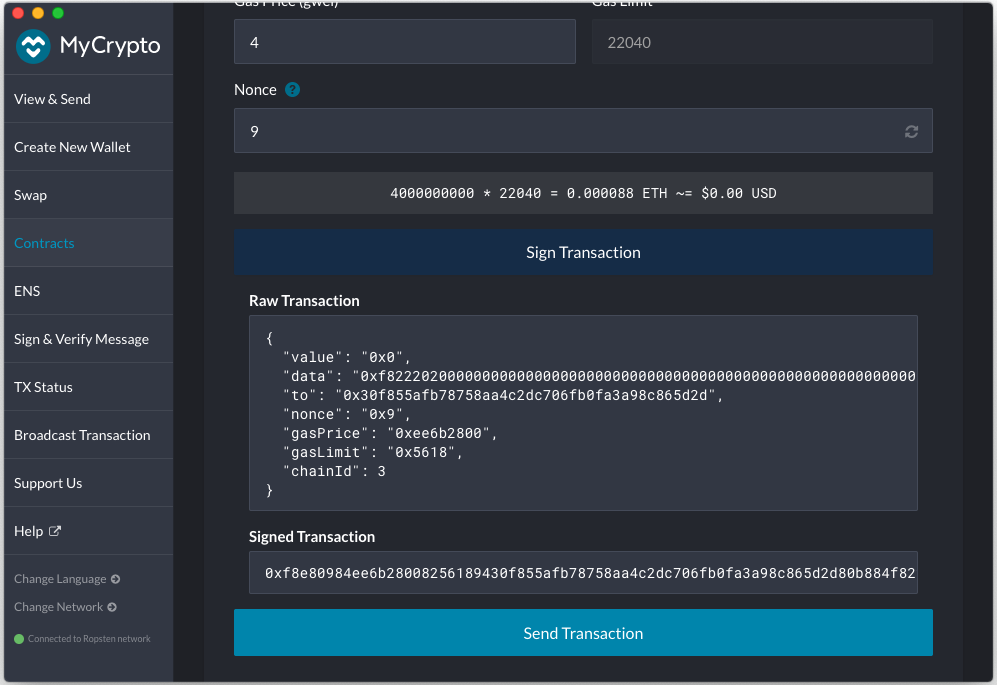 MyCrypto
View & Send
Create New Wallet
Swap
Contracts
ENS
Sign & Verify Message
TX Status
Broadcast Transaction
Support Us
Help
Change Language
Change Network
Connected to Ropsten network
Gas Price (gwei)
Gas Limit
4
22040
Nonce ?
9
4000000000 * 22040 = 0.000088 ETH ~= $0.00 USD
Sign Transaction
Raw Transaction
{
"value": "0x0",
"data": "0xf82220200000000000000000000000000000000000000000000000000000000
"to": "0x30f855afb78758aa4c2dc706fb0fa3a98c865d2d",
"nonce": "0x9",
"gasPrice": "0xee6b2800",
"gasLimit": "0x5618",
"chainId": 3
}
Signed Transaction
0xf8e80984ee6b28008256189430f855afb78758aa4c2dc706fb0fa3a98c865d2d80b884f82
Send Transaction